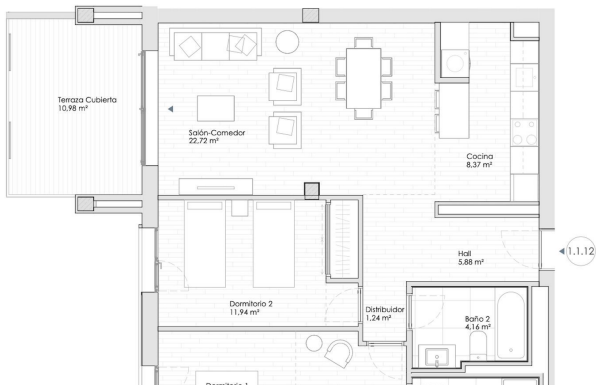 Terraza Cubierta
10,98 m²
Salón-Comedor
22,72 m²
Cocina
8,37 m²
Hall
5,88 m²
1.1.12
Dormitorio 2
11,94 m²
Distribuidor
1,24 m²
Baño 2
4,16 m²
Dormitorio 1